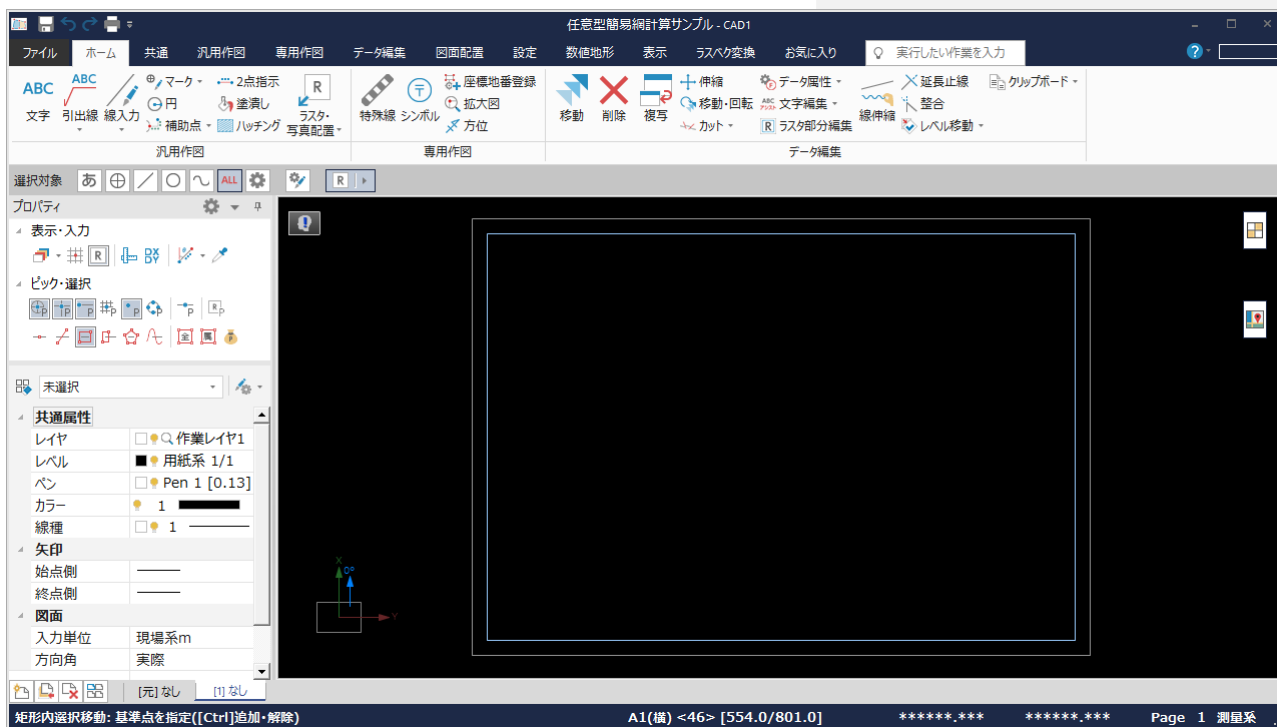 任意型簡易網計算サンプル - CAD1
ファイル ホーム 共通 汎用作図 専用作図 データ編集 図面配置 設定 数値地形 表示 ラスベク変換 お気に入り 実行したい作業を入力 ?
ABC 文字
ABC 引出線
線入力
マーク
円
補助点
2点指示
塗潰し
ハッチング
R ラスタ・写真配置
汎用作図
特殊線
シンボル
座標地番登録
拡大図
方位
専用作図
移動
削除
複写
伸縮
移動・回転
カット
データ属性
文字編集
R ラスタ部分編集
線伸縮
延長止線
整合
レベル移動
クリップボード
データ編集
選択対象 あ ALL R
プロパティ
表示・入力
R DX DY
ピック・選択
P P P P P P P R P
全 属
未選択
共通属性
レイヤ 作業レイヤ1
レベル 用紙系 1/1
ペン Pen 1 [0.13]
カラー 1
線種 1
矢印
始点側
終点側
図面
入力単位 現場系m
方向角 実際
X 0° Y
[元] なし [1] なし
矩形内選択移動: 基準点を指定([Ctrl]追加・解除) A1(横) <46> [554.0/801.0] ******.*** ******.*** Page 1 測量系